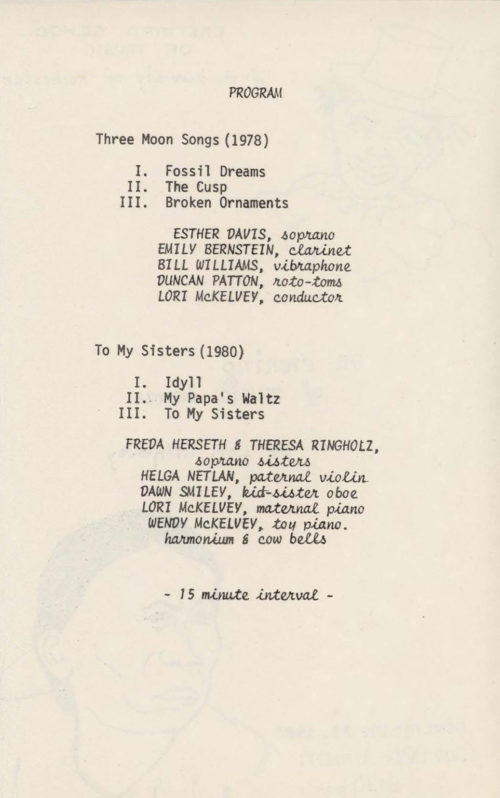 PROGRAM
Three Moon Songs (1978)
I. Fossil Dreams
II. The Cusp
III. Broken Ornaments
ESTHER DAVIS, soprano
EMILY BERNSTEIN, clarinet
BILL WILLIAMS, vibraphone
DUNCAN PATTON, roto-toms
LORI McKELVEY, conductor
To My Sisters (1980)
I. Idyll
II. My Papa's Waltz
III. To My Sisters
FREDA HERSETH & THERESA RINGHOLZ,
soprano sisters
HELGA NETLAN, paternal violin
DAWN SMILEY, kid-sister oboe
LORI McKELVEY, maternal piano
WENDY McKELVEY, toy piano.
harmonium & cow bells
- 15 minute interval -